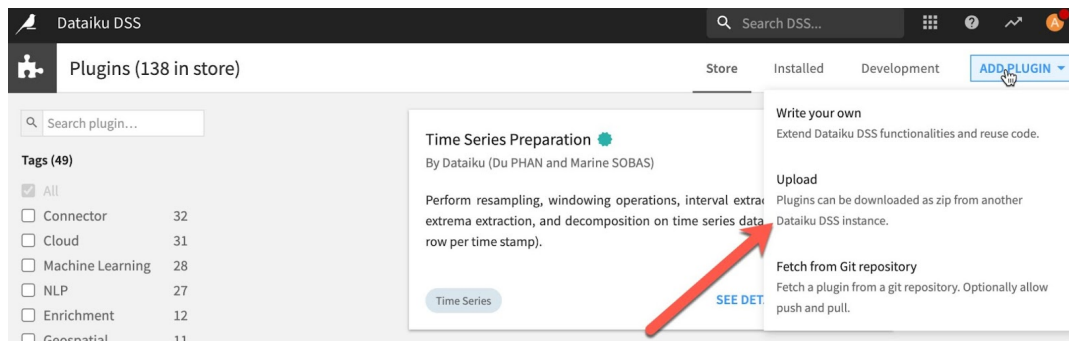 Dataiku DSS
Search DSS...
A
Plugins (138 in store)
Store
Installed
Development
ADD PLUGIN
Search plugin...
Tags (49)
All
Connector 32
Cloud 31
Machine Learning 28
NLP 27
Enrichment 12
Geospatial 11
Time Series Preparation
By Dataiku (Du PHAN and Marine SOBAS)
Perform resampling, windowing operations, interval extrac
extrema extraction, and decomposition on time series data
row per time stamp).
Time Series
SEE DET
Write your own
Extend Dataiku DSS functionalities and reuse code.
Upload
Plugins can be downloaded as zip from another
Dataiku DSS instance.
Fetch from Git repository
Fetch a plugin from a git repository. Optionally allow
push and pull.